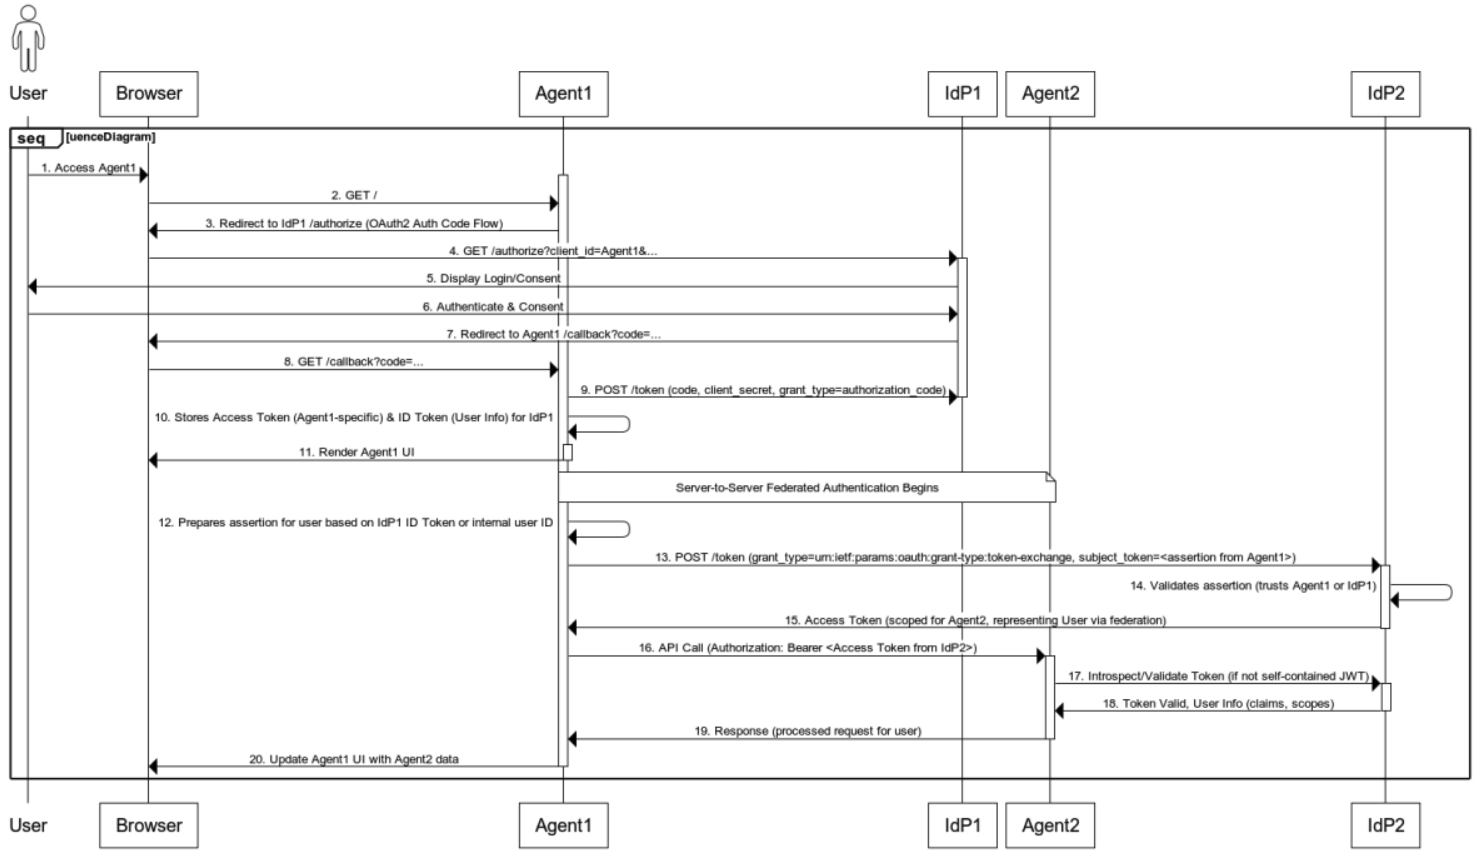 User
Browser
Agent1
IdP1
Agent2
IdP2
seq
[uenceDiagram]
1. Access Agent1
2. GET /
3. Redirect to IdP1 /authorize (OAuth2 Auth Code Flow)
4. GET /authorize?client_id=Agent1&...
5. Display Login/Consent
6. Authenticate & Consent
7. Redirect to Agent1 /callback?code=...
8. GET /callback?code=...
9. POST /token (code, client_secret, grant_type=authorization_code)
10. Stores Access Token (Agent1-specific) & ID Token (User Info) for IdP1
11. Render Agent1 UI
Server-to-Server Federated Authentication Begins
12. Prepares assertion for user based on IdP1 ID Token or internal user ID
13. POST /token (grant_type=urn:ietf:params:oauth:grant-type:token-exchange, subject_token=<assertion from Agent1>)
14. Validates assertion (trusts Agent1 or IdP1)
15. Access Token (scoped for Agent2, representing User via federation)
16. API Call (Authorization: Bearer <Access Token from IdP2>)
17. Introspect/Validate Token (if not self-contained JWT)
18. Token Valid, User Info (claims, scopes)
19. Response (processed request for user)
20. Update Agent1 UI with Agent2 data
User
Browser
Agent1
IdP1
Agent2
IdP2